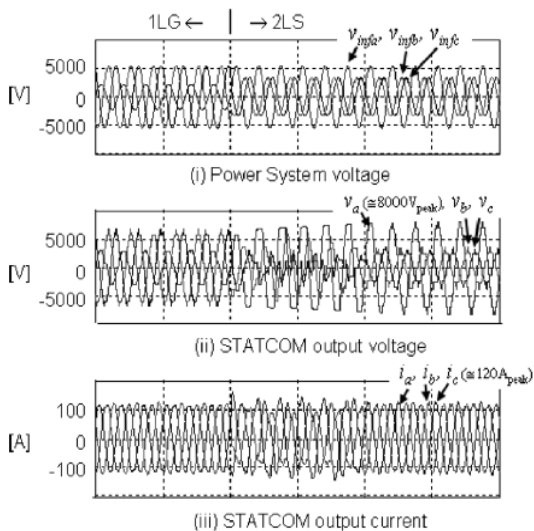 1LG ← → 2LS
v_infa, v_infb, v_infc
5000
[V] 0
-5000
(i) Power System voltage
v_a (≅8000V_peak), v_b, v_c
5000
[V] 0
-5000
(ii) STATCOM output voltage
i_a, i_b, i_c (≅120A_peak)
100
[A] 0
-100
(iii) STATCOM output current